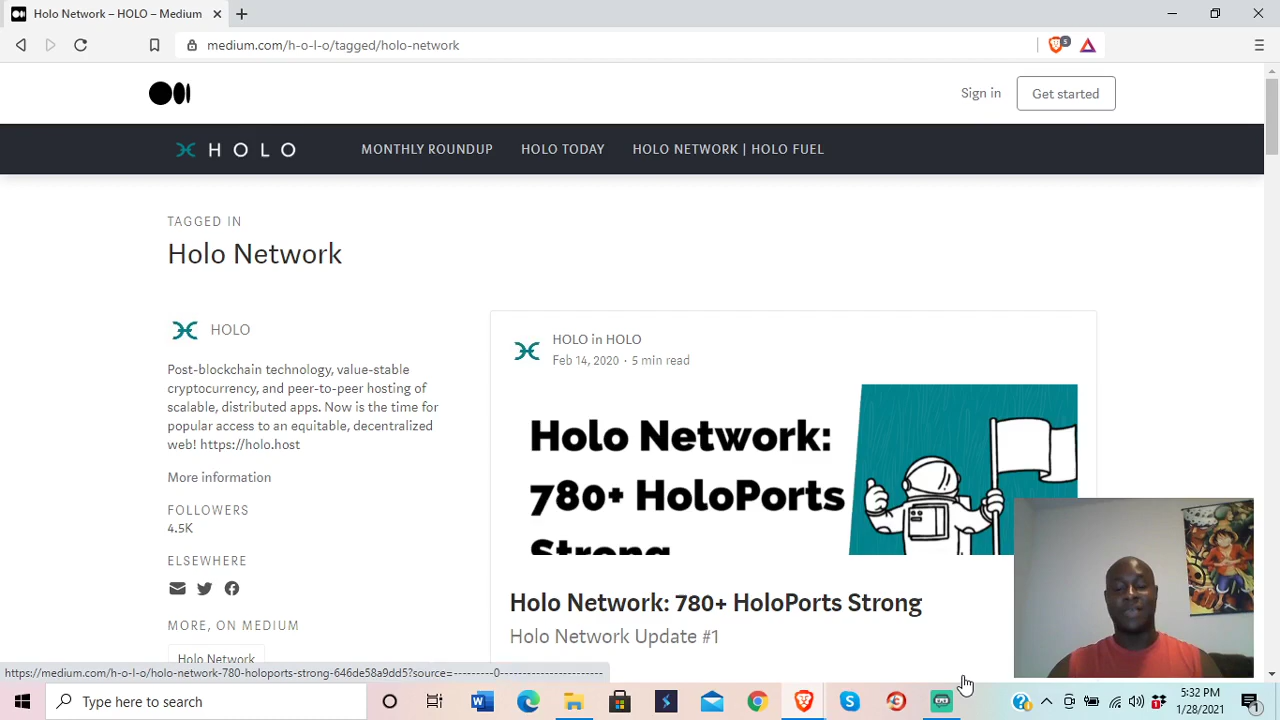 Holo Network – HOLO – Medium
medium.com/h-o-l-o/tagged/holo-network
Sign in
Get started
HOLO
MONTHLY ROUNDUP
HOLO TODAY
HOLO NETWORK | HOLO FUEL
TAGGED IN
Holo Network
HOLO
Post-blockchain technology, value-stable
cryptocurrency, and peer-to-peer hosting of
scalable, distributed apps. Now is the time for
popular access to an equitable, decentralized
web! https://holo.host
More information
FOLLOWERS
4.5K
ELSEWHERE
MORE, ON MEDIUM
Holo Network
HOLO in HOLO
Feb 14, 2020 · 5 min read
Holo Network:
780+ HoloPorts
Strong
Holo Network: 780+ HoloPorts Strong
Holo Network Update #1
https://medium.com/h-o-l-o/holo-network-780-holoports-strong-646de58a9dd5?source=---------0------------------
Type here to search
5:32 PM
1/28/2021